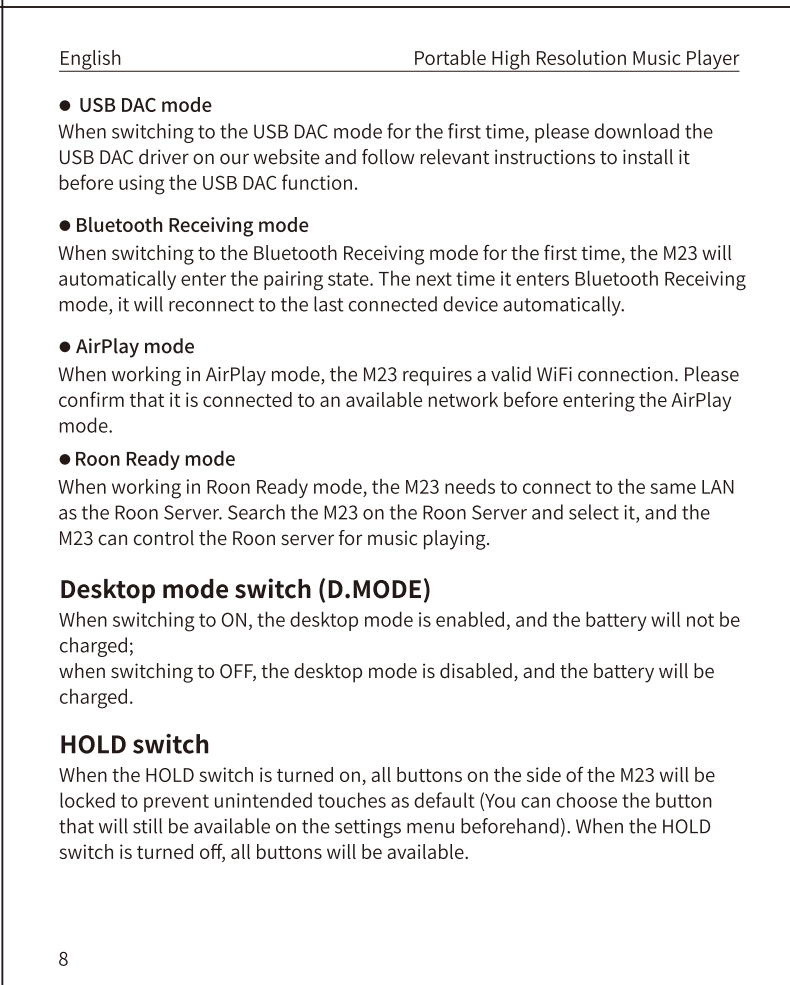 English
Portable High Resolution Music Player
● USB DAC mode
When switching to the USB DAC mode for the first time, please download the
USB DAC driver on our website and follow relevant instructions to install it
before using the USB DAC function.
● Bluetooth Receiving mode
When switching to the Bluetooth Receiving mode for the first time, the M23 will
automatically enter the pairing state. The next time it enters Bluetooth Receiving
mode, it will reconnect to the last connected device automatically.
● AirPlay mode
When working in AirPlay mode, the M23 requires a valid WiFi connection. Please
confirm that it is connected to an available network before entering the AirPlay
mode.
● Roon Ready mode
When working in Roon Ready mode, the M23 needs to connect to the same LAN
as the Roon Server. Search the M23 on the Roon Server and select it, and the
M23 can control the Roon server for music playing.
Desktop mode switch (D.MODE)
When switching to ON, the desktop mode is enabled, and the battery will not be
charged;
when switching to OFF, the desktop mode is disabled, and the battery will be
charged.
HOLD switch
When the HOLD switch is turned on, all buttons on the side of the M23 will be
locked to prevent unintended touches as default (You can choose the button
that will still be available on the settings menu beforehand). When the HOLD
switch is turned off, all buttons will be available.
8